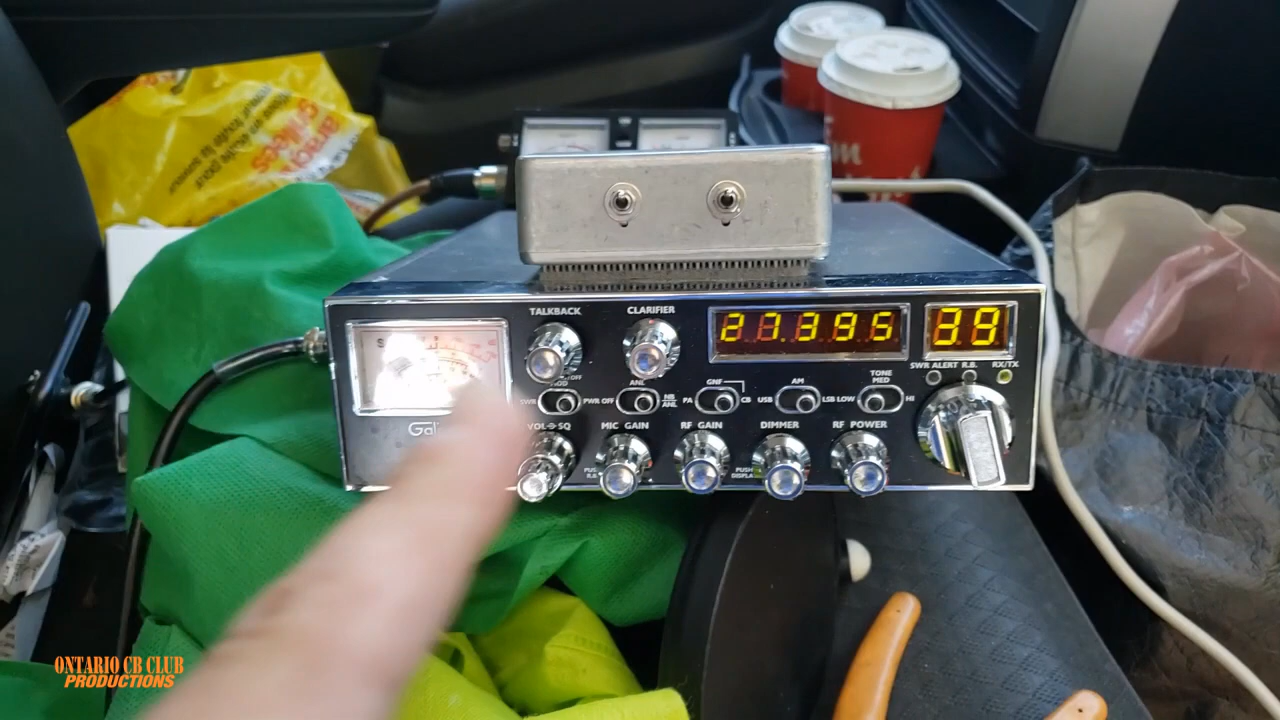 TALKBACK
CLARIFIER
27.395
39
SWR ALERT R.B. RX/TX
ANL
GNF
AM
TONE
MED
SWR
PWR OFF
NB
ANL
PA
CB
USB
LSB LOW
HI
VOL SQ
MIC GAIN
RF GAIN
DIMMER
RF POWER
PUSH
DISPLAY
Gal
ONTARIO CB CLUB
PRODUCTIONS